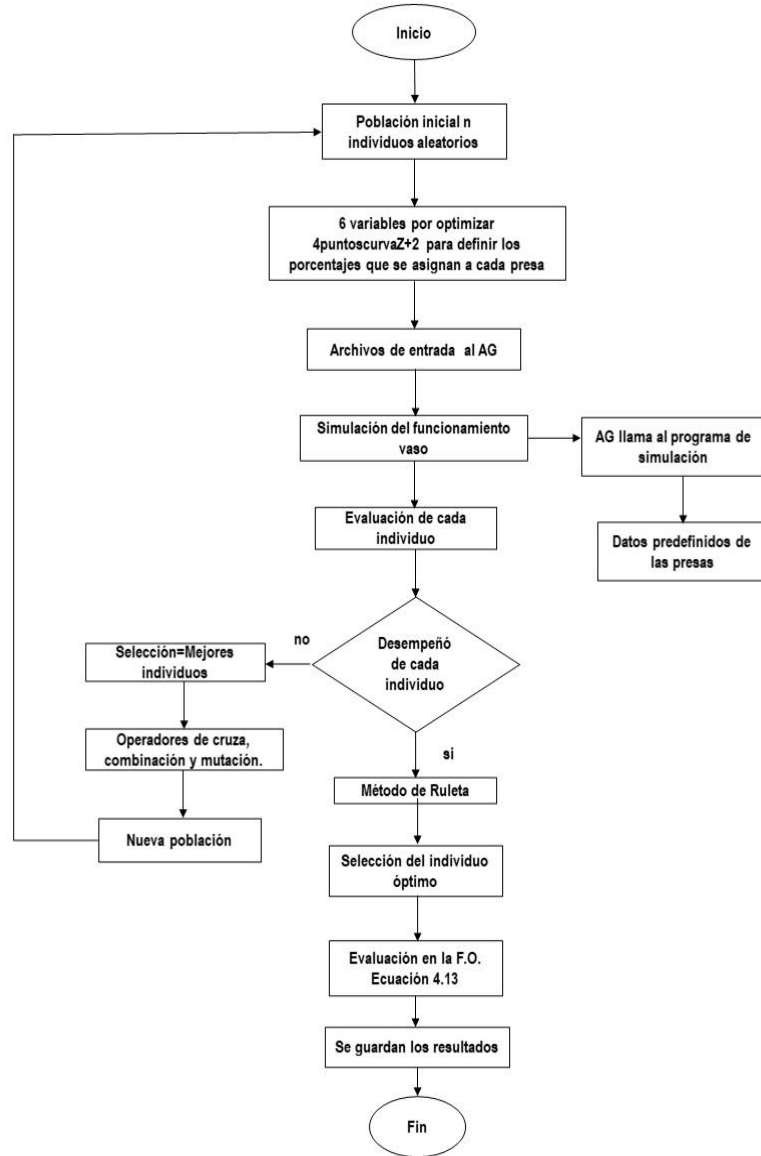 Inicio
Población inicial n
individuos aleatorios
6 variables por optimizar
4puntoscurvaZ+2 para definir los
porcentajes que se asignan a cada presa
Archivos de entrada al AG
Simulación del funcionamiento
vaso
AG llama al programa de
simulación
Datos predefinidos de
las presas
Evaluación de cada
individuo
Desempeñó
de cada
individuo
no
Selección=Mejores
individuos
Operadores de cruza,
combinación y mutación.
Nueva población
si
Método de Ruleta
Selección del individuo
óptimo
Evaluación en la F.O.
Ecuación 4.13
Se guardan los resultados
Fin